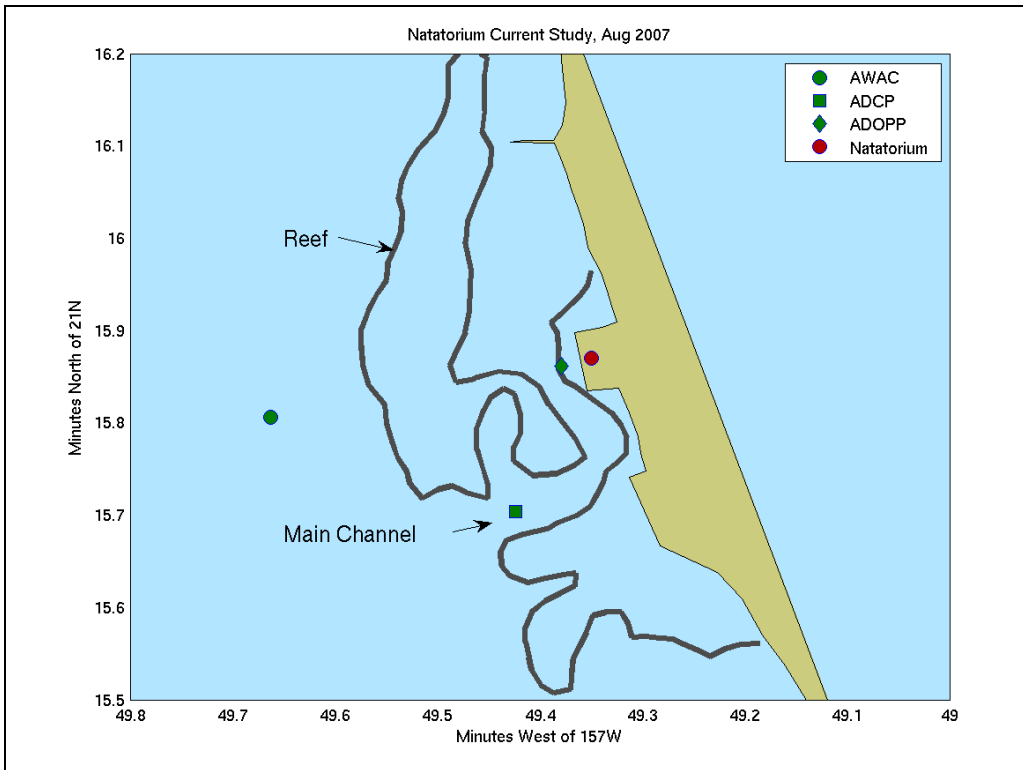 Natatorium Current Study, Aug 2007
16.2
16.1
16
15.9
15.8
15.7
15.6
15.5
Minutes North of 21N
AWAC
ADCP
ADOPP
Natatorium
Reef
Main Channel
49.8 49.7 49.6 49.5 49.4 49.3 49.2 49.1 49
Minutes West of 157W